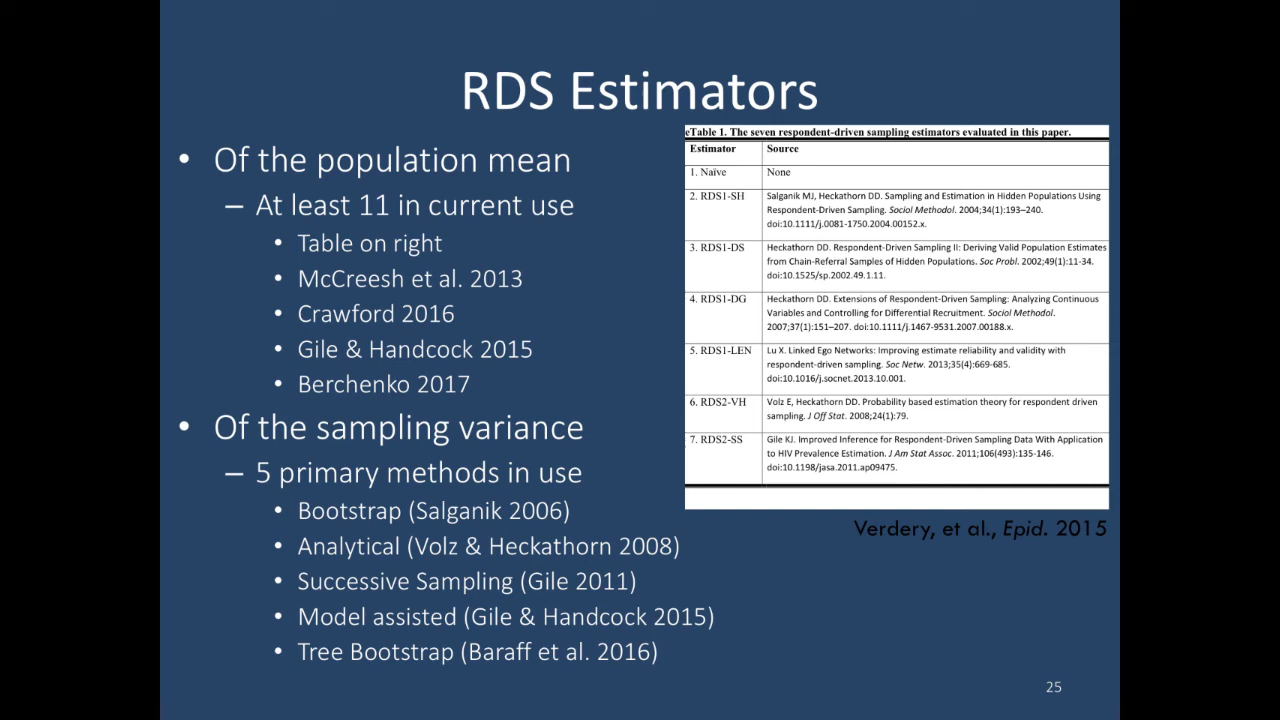 RDS Estimators
• Of the population mean
– At least 11 in current use
• Table on right
• McCreesh et al. 2013
• Crawford 2016
• Gile & Handcock 2015
• Berchenko 2017
• Of the sampling variance
– 5 primary methods in use
• Bootstrap (Salganik 2006)
• Analytical (Volz & Heckathorn 2008)
• Successive Sampling (Gile 2011)
• Model assisted (Gile & Handcock 2015)
• Tree Bootstrap (Baraff et al. 2016)
eTable 1. The seven respondent-driven sampling estimators evaluated in this paper.
Estimator Source
1. Naïve None
2. RDS1-SH Salganik MJ, Heckathorn DD. Sampling and Estimation in Hidden Populations Using
Respondent-Driven Sampling. Sociol Methodol. 2004;34(1):193–240.
doi:10.1111/j.0081-1750.2004.00152.x.
3. RDS1-DS Heckathorn DD. Respondent-Driven Sampling II: Deriving Valid Population Estimates
from Chain-Referral Samples of Hidden Populations. Soc Probl. 2002;49(1):11-34.
doi:10.1525/sp.2002.49.1.11.
4. RDS1-DG Heckathorn DD. Extensions of Respondent-Driven Sampling: Analyzing Continuous
Variables and Controlling for Differential Recruitment. Sociol Methodol.
2007;37(1):151–207. doi:10.1111/j.1467-9531.2007.00188.x.
5. RDS1-LEN Lu X. Linked Ego Networks: Improving estimate reliability and validity with
respondent-driven sampling. Soc Netw. 2013;35(4):669-685.
doi:10.1016/j.socnet.2013.10.001.
6. RDS2-VH Volz E, Heckathorn DD. Probability based estimation theory for respondent driven
sampling. J Off Stat. 2008;24(1):79.
7. RDS2-SS Gile KJ. Improved Inference for Respondent-Driven Sampling Data With Application
to HIV Prevalence Estimation. J Am Stat Assoc. 2011;106(493):135-146.
doi:10.1198/jasa.2011.ap09475.
Verdery, et al., Epid. 2015
25